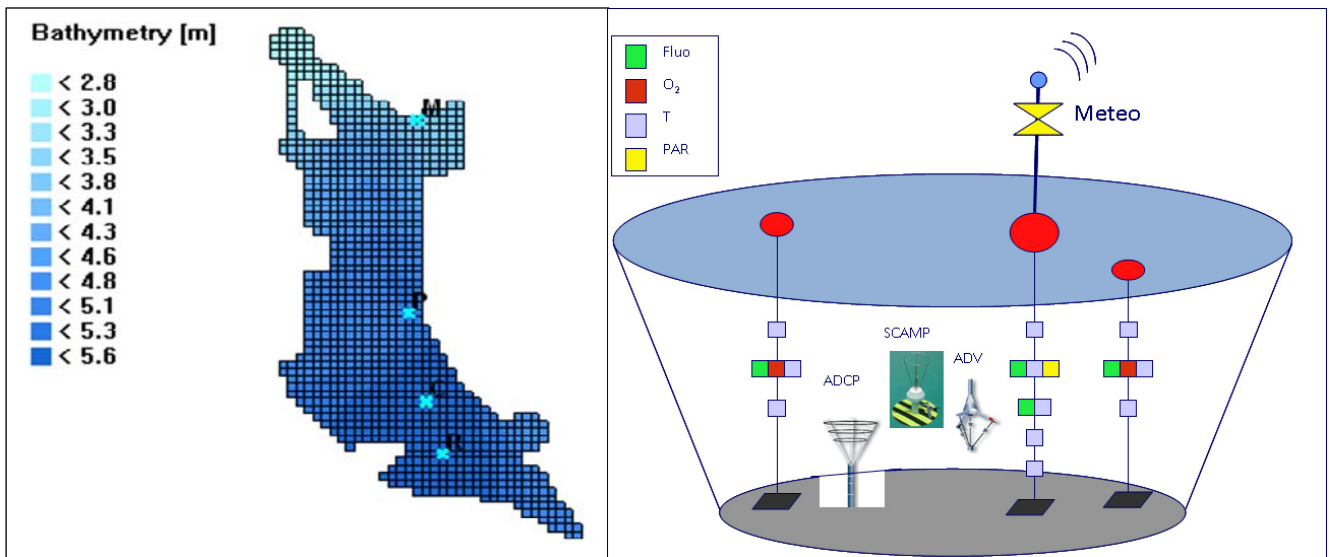 Bathymetry [m]
< 2.8
< 3.0
< 3.3
< 3.5
< 3.8
< 4.1
< 4.3
< 4.6
< 4.8
< 5.1
< 5.3
< 5.6
M
P
C
R
Fluo
O₂
T
PAR
Meteo
SCAMP
ADV
ADCP